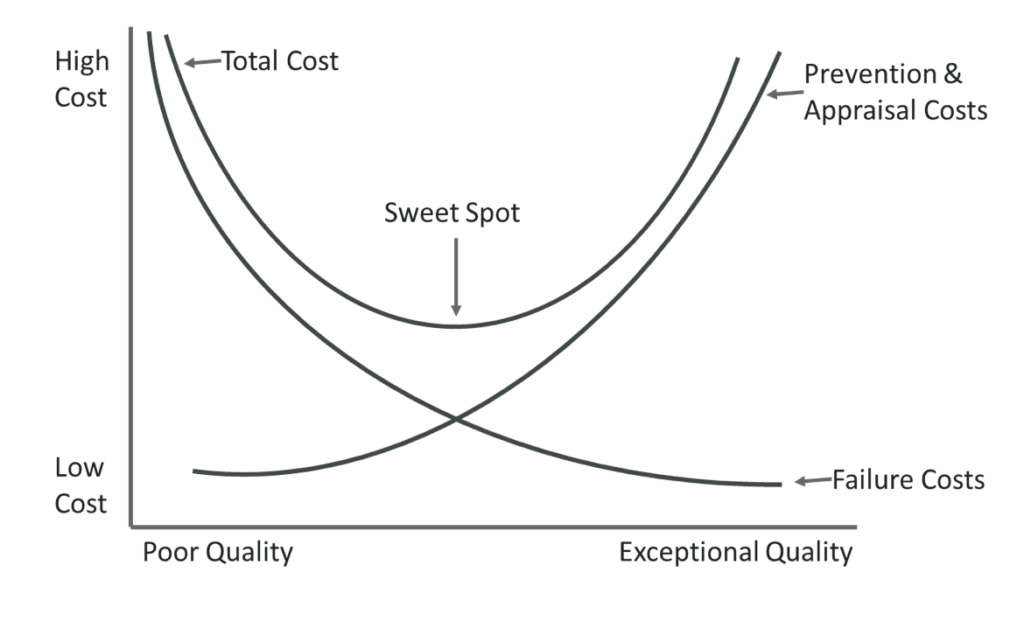 High
Cost
Total Cost
Prevention &
Appraisal Costs
Sweet Spot
Low
Cost
Failure Costs
Poor Quality
Exceptional Quality